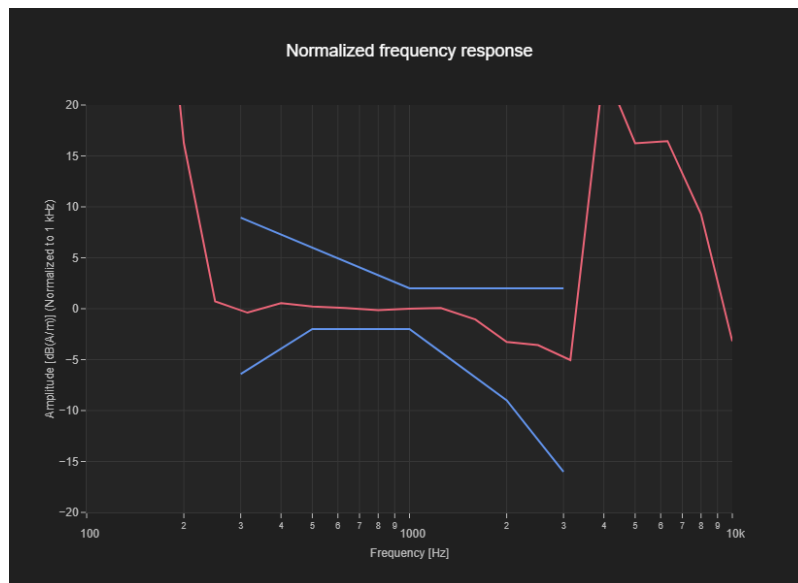 Normalized frequency response
Amplitude [dB(A/m)] (Normalized to 1 kHz)
20
15
10
5
0
−5
−10
−15
−20
100 2 3 4 5 6 7 8 9 1000 2 3 4 5 6 7 8 9 10k
Frequency [Hz]